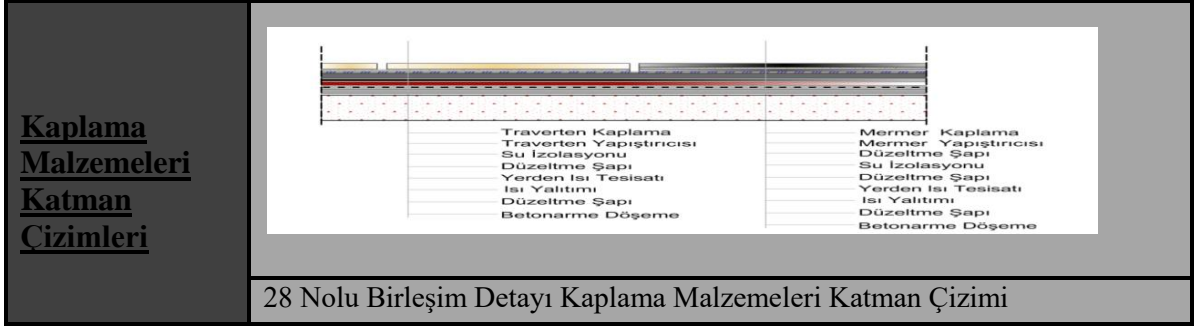 Kaplama
Malzemeleri
Katman
Çizimleri
Traverten Kaplama
Traverten Yapıştırıcısı
Su İzolasyonu
Düzeltme Şapı
Yerden Isı Tesisatı
Isı Yalıtımı
Düzeltme Şapı
Betonarme Döşeme
Mermer Kaplama
Mermer Yapıştırıcısı
Düzeltme Şapı
Su İzolasyonu
Düzeltme Şapı
Yerden Isı Tesisatı
Isı Yalıtımı
Düzeltme Şapı
Betonarme Döşeme
28 Nolu Birleşim Detayı Kaplama Malzemeleri Katman Çizimi